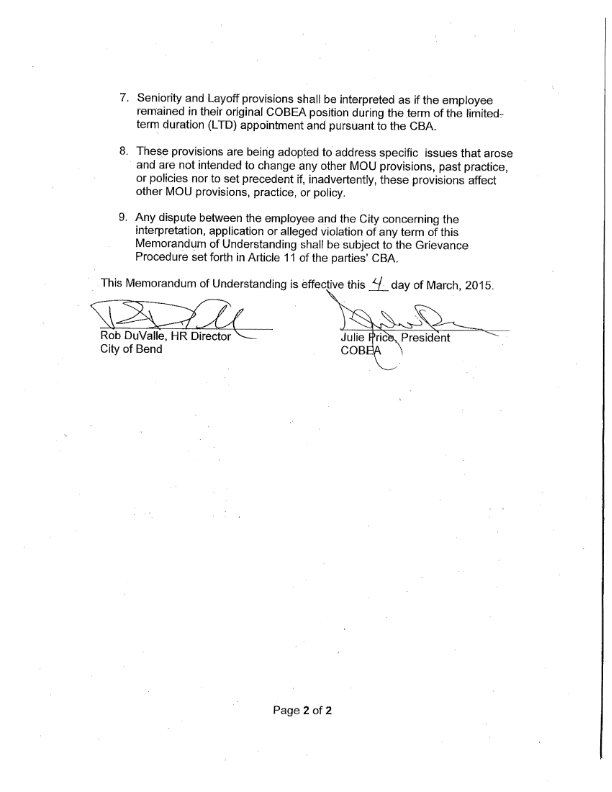 7. Seniority and Layoff provisions shall be interpreted as if the employee
remained in their original COBEA position during the term of the limited-
term duration (LTD) appointment and pursuant to the CBA.
8. These provisions are being adopted to address specific issues that arose
and are not intended to change any other MOU provisions, past practice,
or policies nor to set precedent if, inadvertently, these provisions affect
other MOU provisions, practice, or policy.
9. Any dispute between the employee and the City concerning the
interpretation, application or alleged violation of any term of this
Memorandum of Understanding shall be subject to the Grievance
Procedure set forth in Article 11 of the parties' CBA.
This Memorandum of Understanding is effective this 4 day of March, 2015.
Rob DuValle, HR Director
City of Bend
Julie Price, President
COBEA
Page 2 of 2